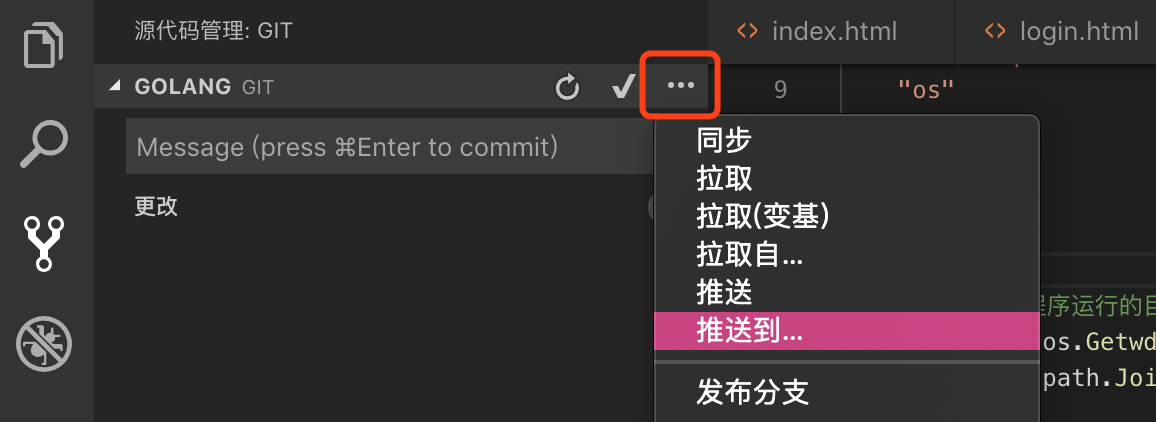 源代码管理: GIT
index.html
login.html
GOLANG GIT
9
"os"
Message (press ⌘Enter to commit)
更改
同步
拉取
拉取(变基)
拉取自...
推送
推送到...
发布分支
程序运行的目
os.Getwd
path.Joi